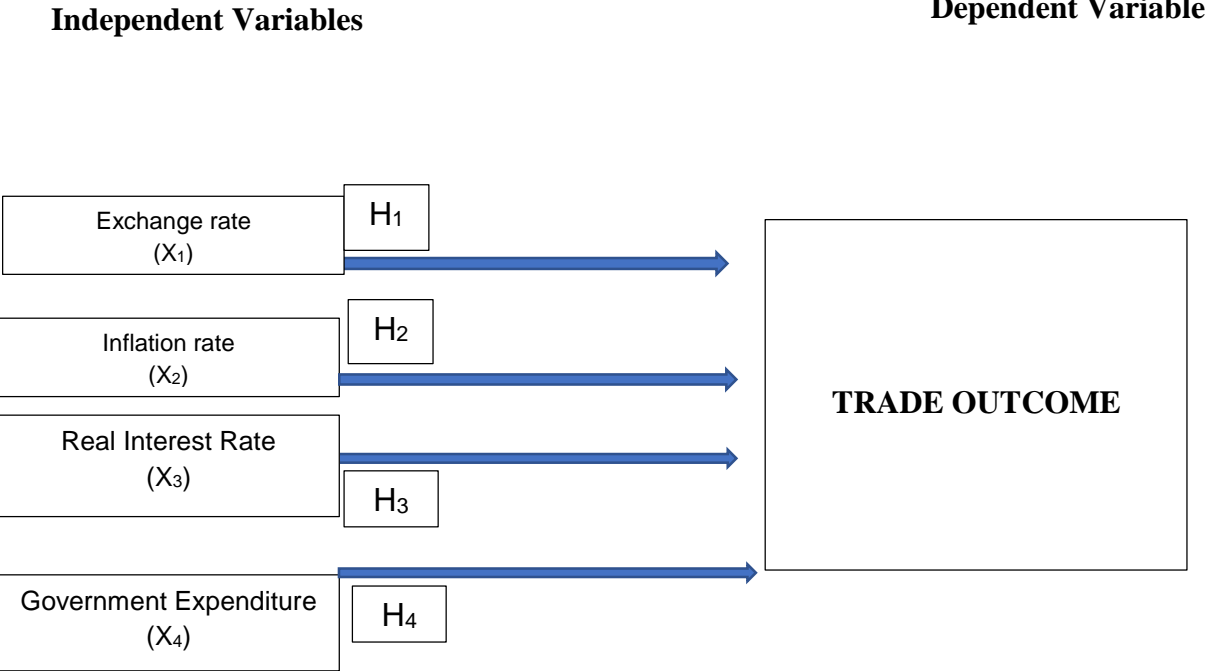 Independent Variables
Dependent Variable
Exchange rate
(X₁)
H₁
Inflation rate
(X₂)
H₂
Real Interest Rate
(X₃)
H₃
TRADE OUTCOME
Government Expenditure
(X₄)
H₄